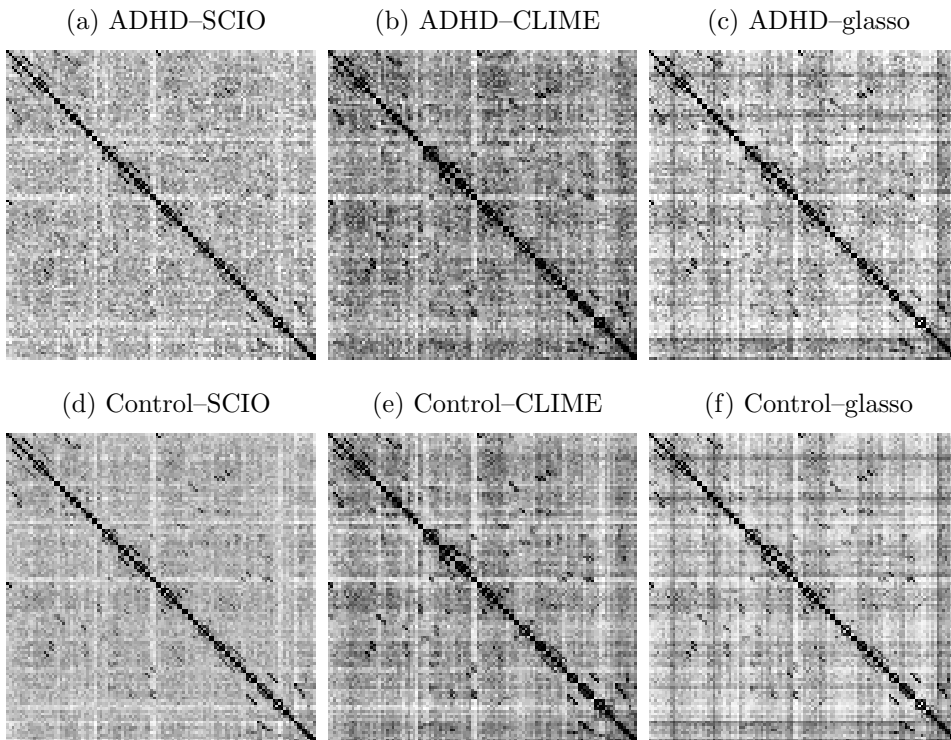 (a) ADHD–SCIO (b) ADHD–CLIME (c) ADHD–glasso
(d) Control–SCIO (e) Control–CLIME (f) Control–glasso